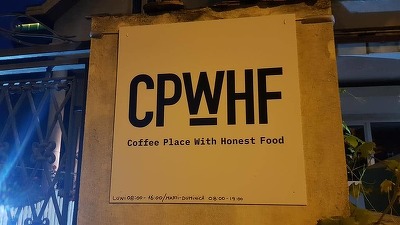 CPWHF
Coffee Place With Honest Food
LUNI 08:00 - 16:00 / MARȚI - DUMINICĂ 08:00 - 19:00